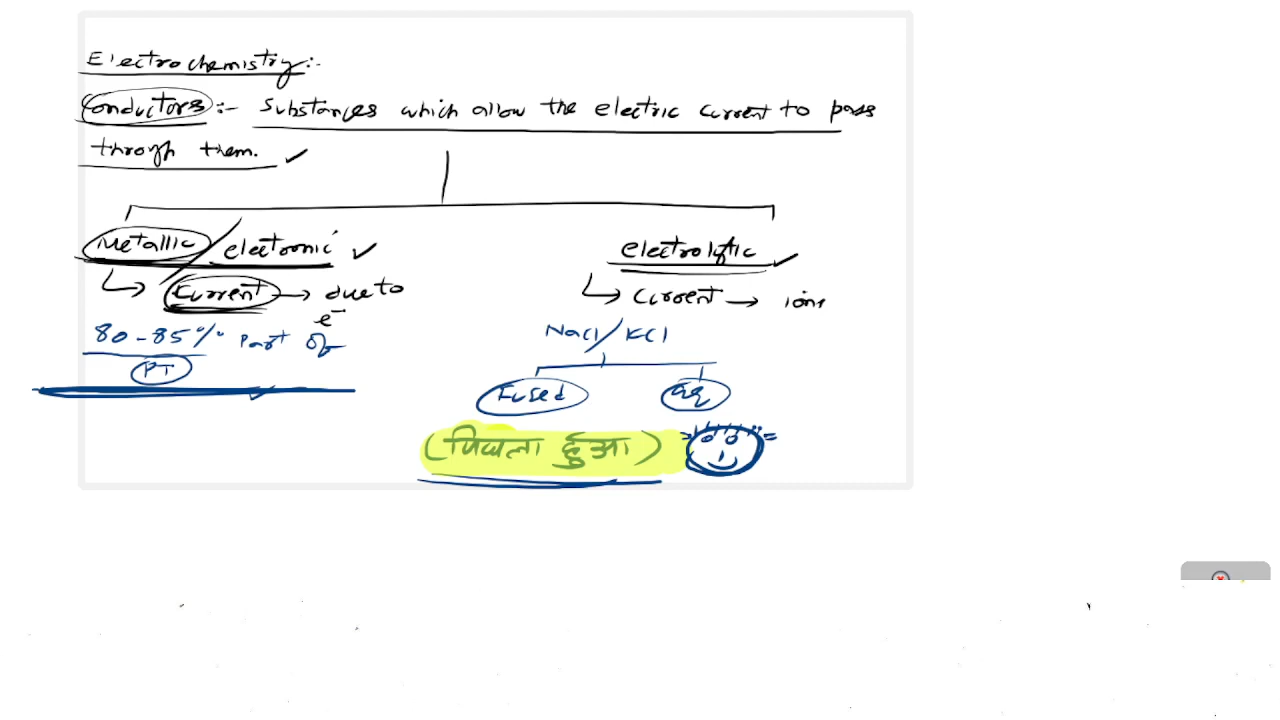 Electrochemistry:-
Conductors :- Substances which allow the electric current to pass
through them. ✓
Metallic / electronic ✓
electrolytic ✓
↳ Current → due to e⁻
↳ current → ions
80-85% Part of
PT
NaCl/KCl
Fused
aq
(पिघला हुआ)